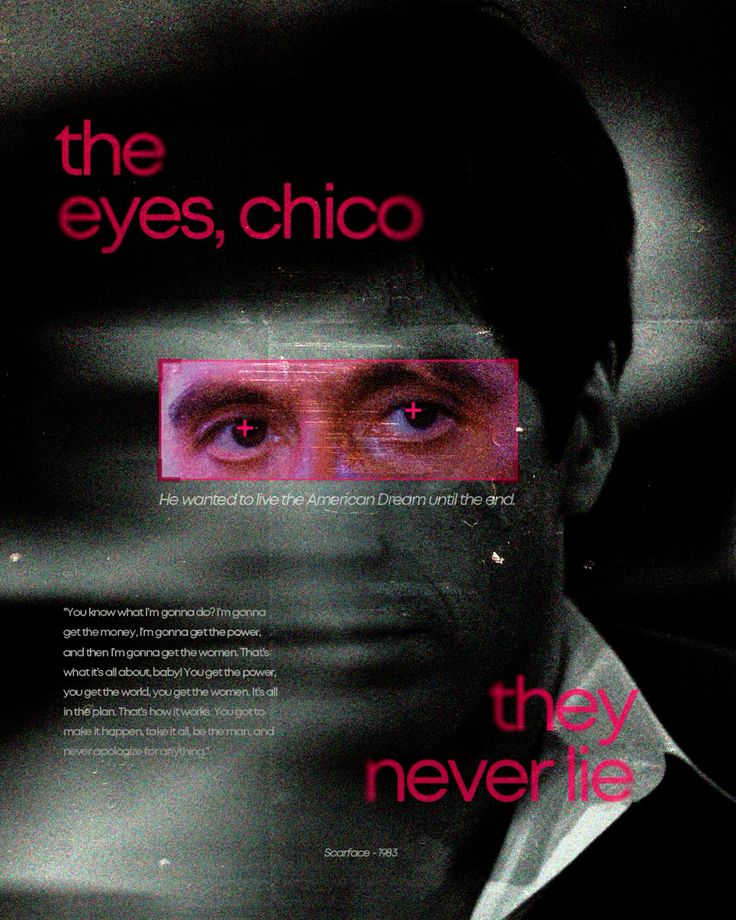 the
eyes, chico
He wanted to live the American Dream until the end.
"You know what I'm gonna do? I'm gonna
get the money, I'm gonna get the power,
and then I'm gonna get the women. That's
what it's all about, baby! You get the power,
you get the world, you get the women. It's all
in the plan. That's how it works. You got to
make it happen, take it all, be the man, and
never apologize for anything."
they
never lie
Scarface - 1983